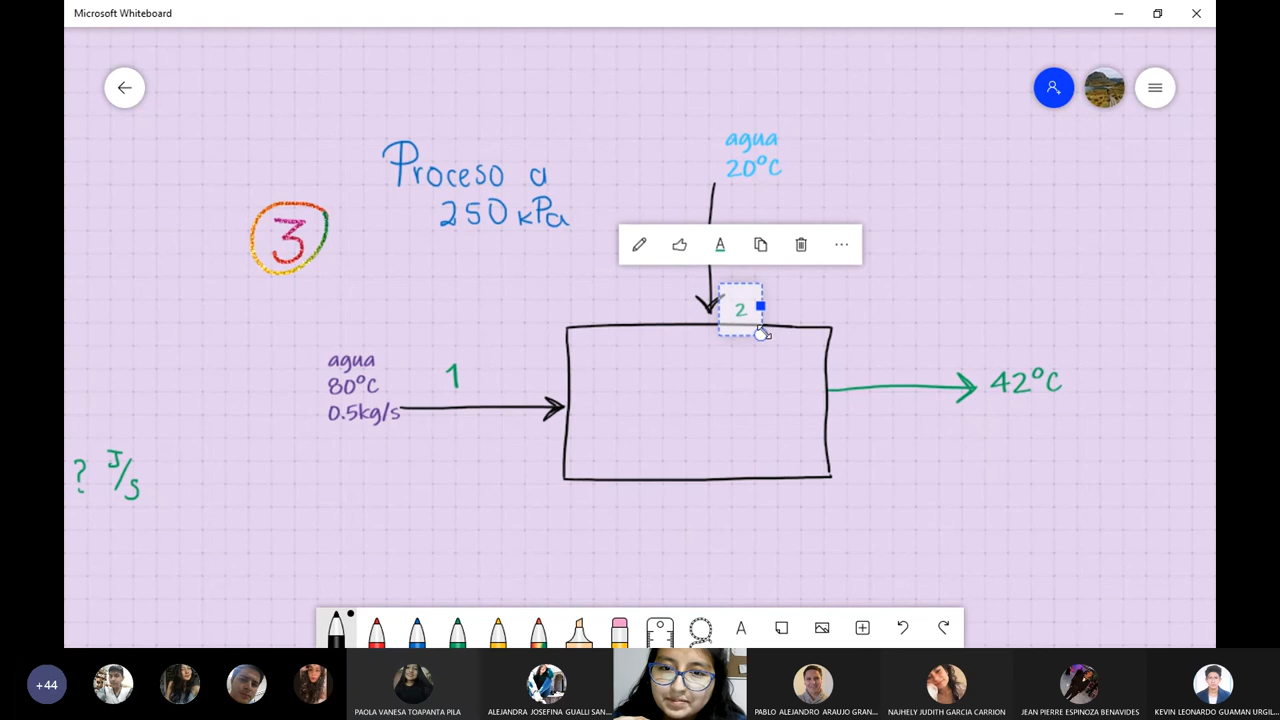 Microsoft Whiteboard
agua
20°C
Proceso a
250 kPa
3
2
agua
80°C
0.5kg/s
1
42°C
? J/s
A
A
+44
PAOLA VANESA TOAPANTA PILA
ALEJANDRA JOSEFINA GUALLI SAN...
PABLO ALEJANDRO ARAUJO GRAN...
NAJHELY JUDITH GARCIA CARRION
JEAN PIERRE ESPINOZA BENAVIDES
KEVIN LEONARDO GUAMAN URGIL...